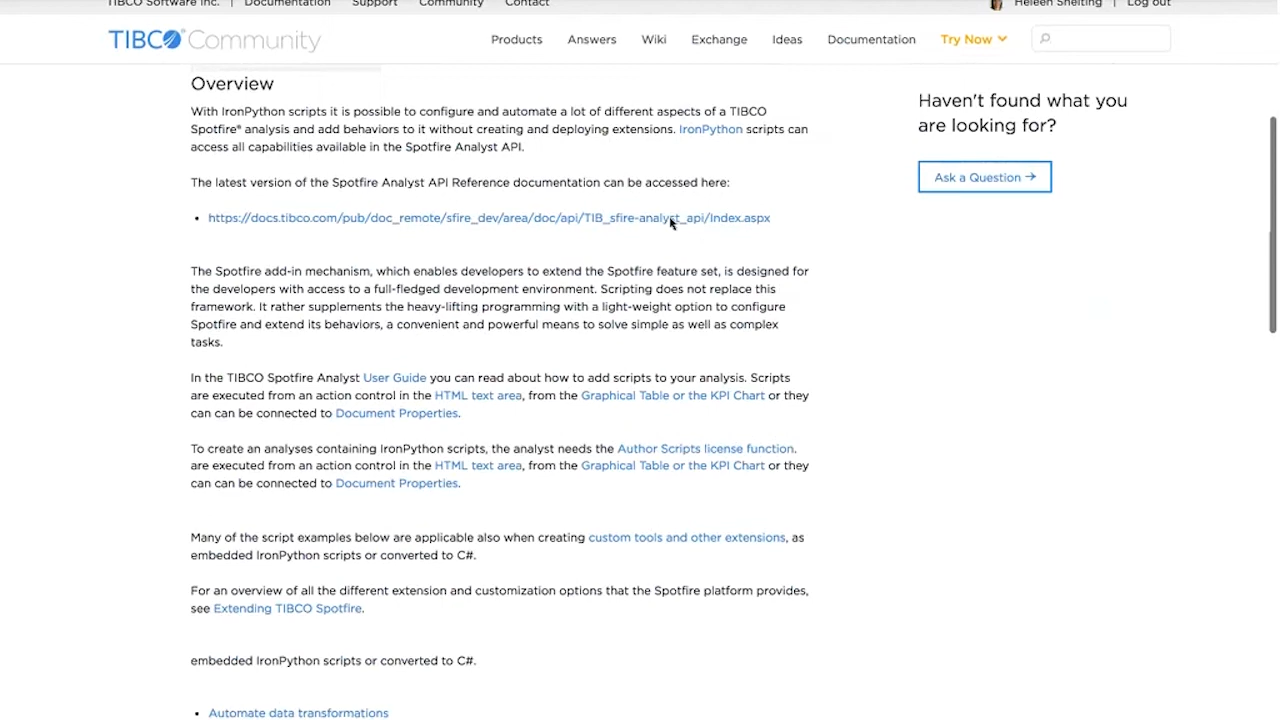 TIBCO Software Inc. | Documentation Support Community Contact Heleen Snelting | Log out
TIBCO® Community Products Answers Wiki Exchange Ideas Documentation Try Now
Overview
With IronPython scripts it is possible to configure and automate a lot of different aspects of a TIBCO
Spotfire® analysis and add behaviors to it without creating and deploying extensions. IronPython scripts can
access all capabilities available in the Spotfire Analyst API.
The latest version of the Spotfire Analyst API Reference documentation can be accessed here:
• https://docs.tibco.com/pub/doc_remote/sfire_dev/area/doc/api/TIB_sfire-analyst_api/Index.aspx
The Spotfire add-in mechanism, which enables developers to extend the Spotfire feature set, is designed for
the developers with access to a full-fledged development environment. Scripting does not replace this
framework. It rather supplements the heavy-lifting programming with a light-weight option to configure
Spotfire and extend its behaviors, a convenient and powerful means to solve simple as well as complex
tasks.
In the TIBCO Spotfire Analyst User Guide you can read about how to add scripts to your analysis. Scripts
are executed from an action control in the HTML text area, from the Graphical Table or the KPI Chart or they
can can be connected to Document Properties.
To create an analyses containing IronPython scripts, the analyst needs the Author Scripts license function.
are executed from an action control in the HTML text area, from the Graphical Table or the KPI Chart or they
can can be connected to Document Properties.
Many of the script examples below are applicable also when creating custom tools and other extensions, as
embedded IronPython scripts or converted to C#.
For an overview of all the different extension and customization options that the Spotfire platform provides,
see Extending TIBCO Spotfire.
embedded IronPython scripts or converted to C#.
• Automate data transformations
Haven't found what you
are looking for?
Ask a Question →